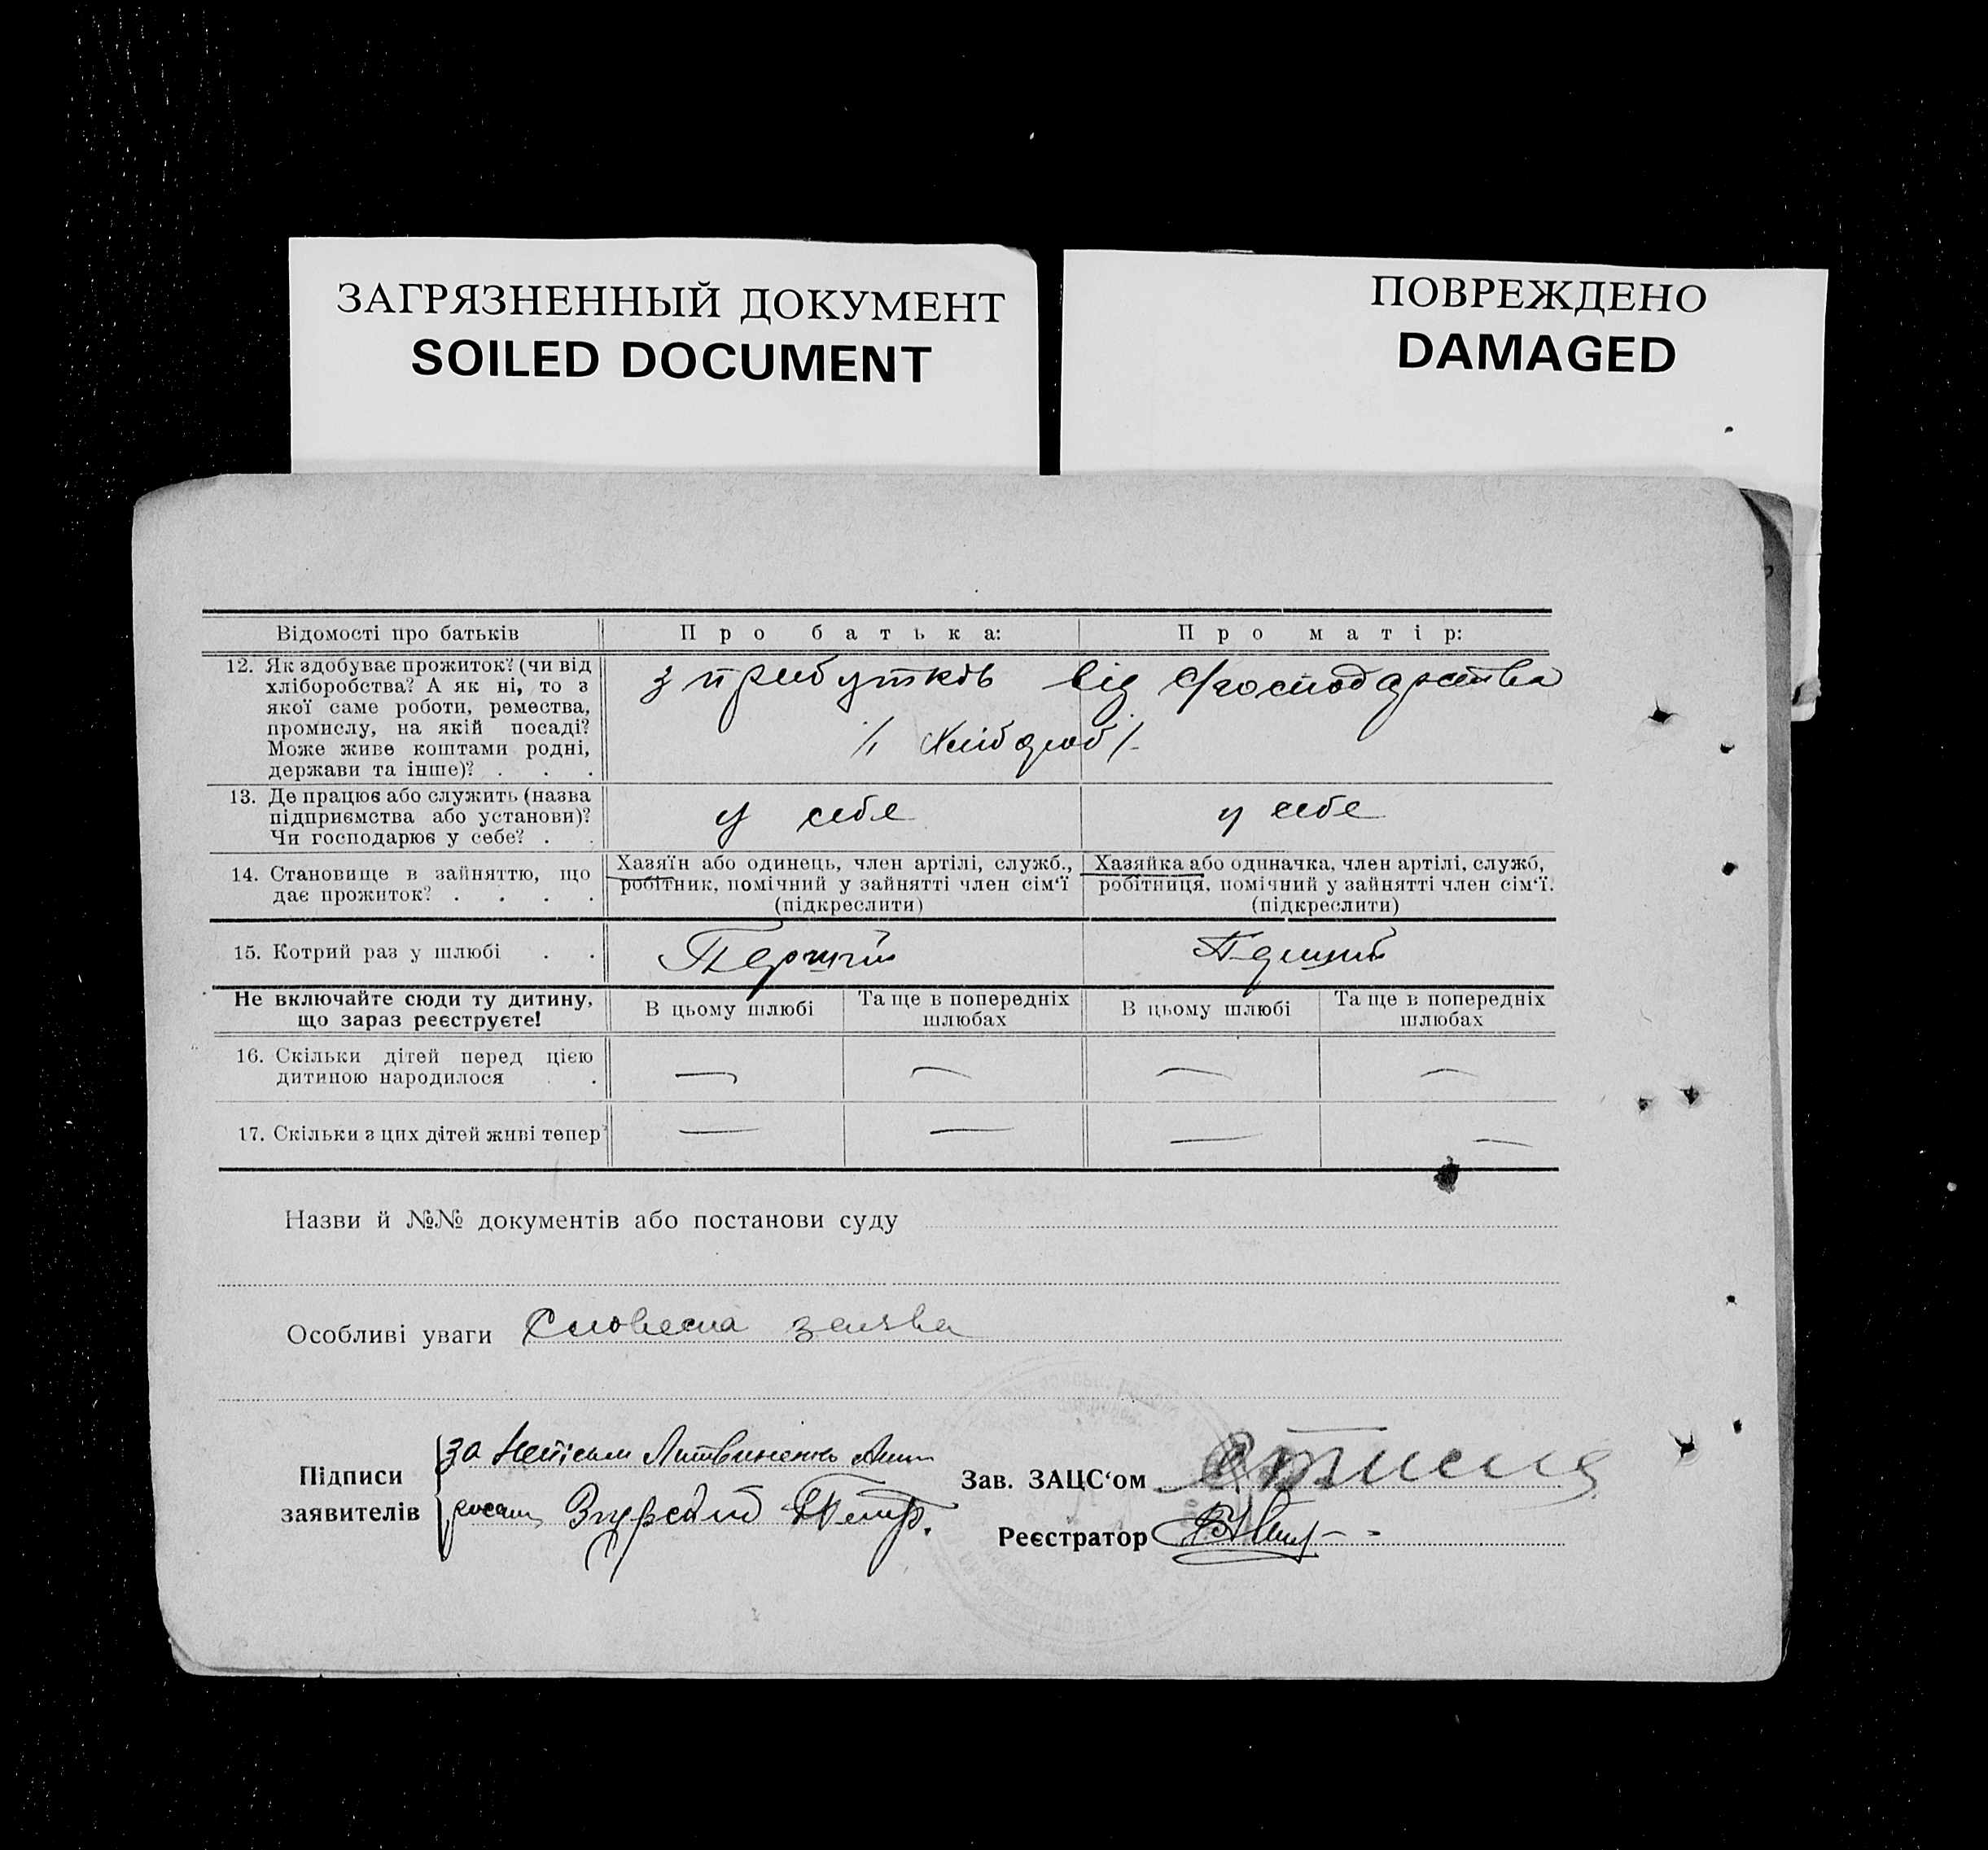 ЗАГРЯЗНЕННЫЙ ДОКУМЕНТ
SOILED DOCUMENT
ПОВРЕЖДЕНО
DAMAGED
Відомості про батьків
Про батька:
Про матір:
12. Як здобуває прожиток? (чи від
хліборобства? А як ні, то з
якої саме роботи, ремества,
промислу, на якій посаді?
Може живе коштами родні,
держави та інше)? . . .
з прибутків від господарства
/. хлібороб /.
13. Де працює або служить (назва
підприємства або установи)?
Чи господарює у себе? . .
у себе
у себе
14. Становище в зайняттю, що
дає прожиток? . . . .
Хазяїн або одинець, член артілі, служб.,
робітник, помічний у зайнятті член сім'ї
(підкреслити)
Хазяйка або одиначка, член артілі, служб,
робітниця, помічний у зайнятті член сім'ї.
(підкреслити)
15. Котрий раз у шлюбі . .
Перший
Перший
Не включайте сюди ту дитину,
що зараз реєструєте!
В цьому шлюбі
Та ще в попередніх
шлюбах
В цьому шлюбі
Та ще в попередніх
шлюбах
16. Скільки дітей перед цією
дитиною народилося . .
— — — —
17. Скільки з цих дітей живі тепер
— — — —
Назви й №№ документів або постанови суду
Особливі уваги Словесна заява
Підписи
заявителів
за Литвиненко
Згурский Петр.
Зав. ЗАЦС'ом
Реєстратор